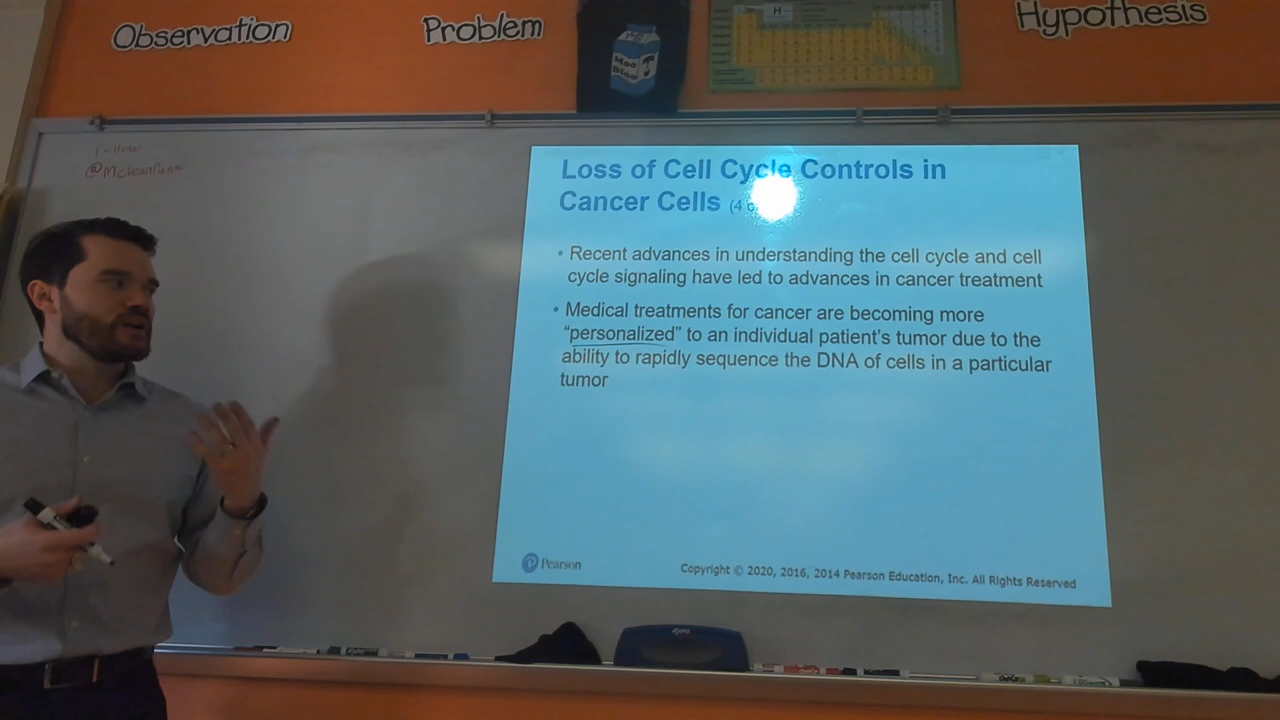 Observation
Problem
Hypothesis
H
Moo
Follow
Loss of Cell Cycle Controls in
Cancer Cells (4
• Recent advances in understanding the cell cycle and cell
cycle signaling have led to advances in cancer treatment
• Medical treatments for cancer are becoming more
“personalized” to an individual patient’s tumor due to the
ability to rapidly sequence the DNA of cells in a particular
tumor
Pearson
Copyright © 2020, 2016, 2014 Pearson Education, Inc. All Rights Reserved
EXPO